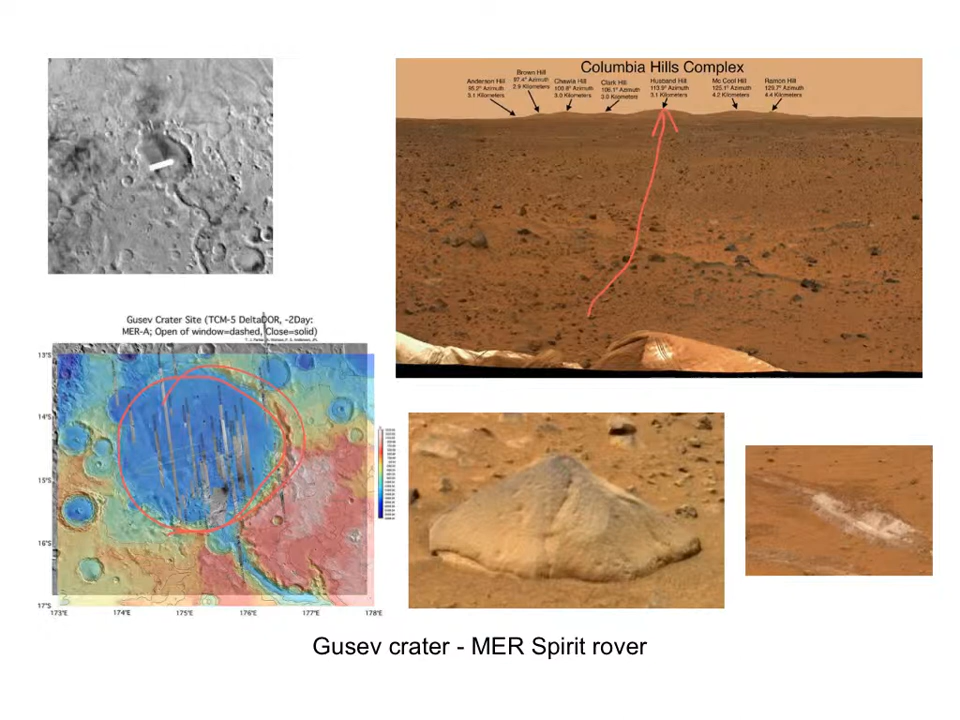 Columbia Hills Complex
Anderson Hill
95.2° Azimuth
3.1 Kilometers
Brown Hill
97.4° Azimuth
2.9 Kilometers
Chawla Hill
100.8° Azimuth
3.0 Kilometers
Clark Hill
106.1° Azimuth
3.0 Kilometers
Husband Hill
113.9° Azimuth
3.1 Kilometers
Mc Cool Hill
125.1° Azimuth
4.2 Kilometers
Ramon Hill
129.7° Azimuth
4.4 Kilometers
Gusev Crater Site (TCM-5 DeltaDOR, -2Day:
MER-A; Open of window=dashed, Close=solid)
13°S
14°S
15°S
16°S
17°S
173°E 174°E 175°E 176°E 177°E 178°E
Gusev crater - MER Spirit rover